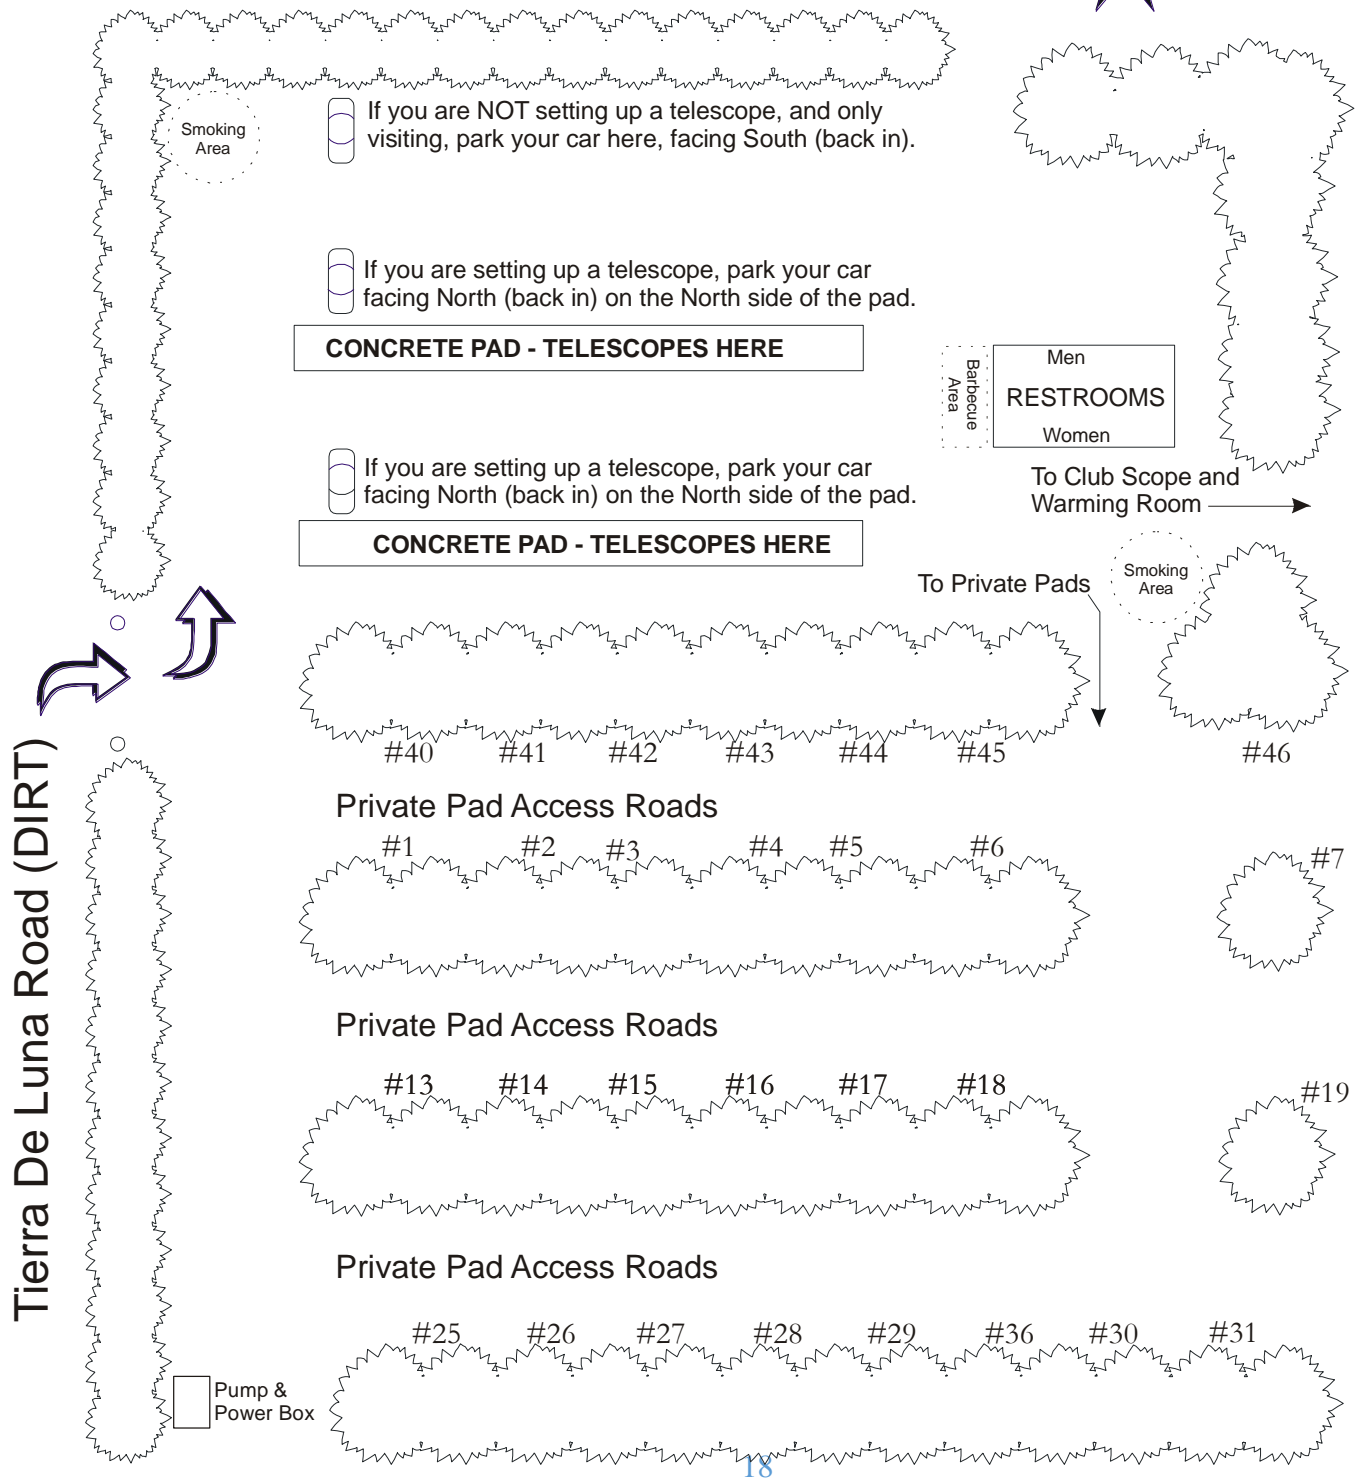 If you are NOT setting up a telescope, and only
visiting, park your car here, facing South (back in).
Smoking
Area
If you are setting up a telescope, park your car
facing North (back in) on the North side of the pad.
CONCRETE PAD - TELESCOPES HERE
Barbecue
Area
Men
RESTROOMS
Women
If you are setting up a telescope, park your car
facing North (back in) on the North side of the pad.
To Club Scope and
Warming Room
CONCRETE PAD - TELESCOPES HERE
To Private Pads
Smoking
Area
Tierra De Luna Road (DIRT)
#40 #41 #42 #43 #44 #45 #46
Private Pad Access Roads
#1 #2 #3 #4 #5 #6 #7
Private Pad Access Roads
#13 #14 #15 #16 #17 #18 #19
Private Pad Access Roads
#25 #26 #27 #28 #29 #36 #30 #31
Pump &
Power Box
18